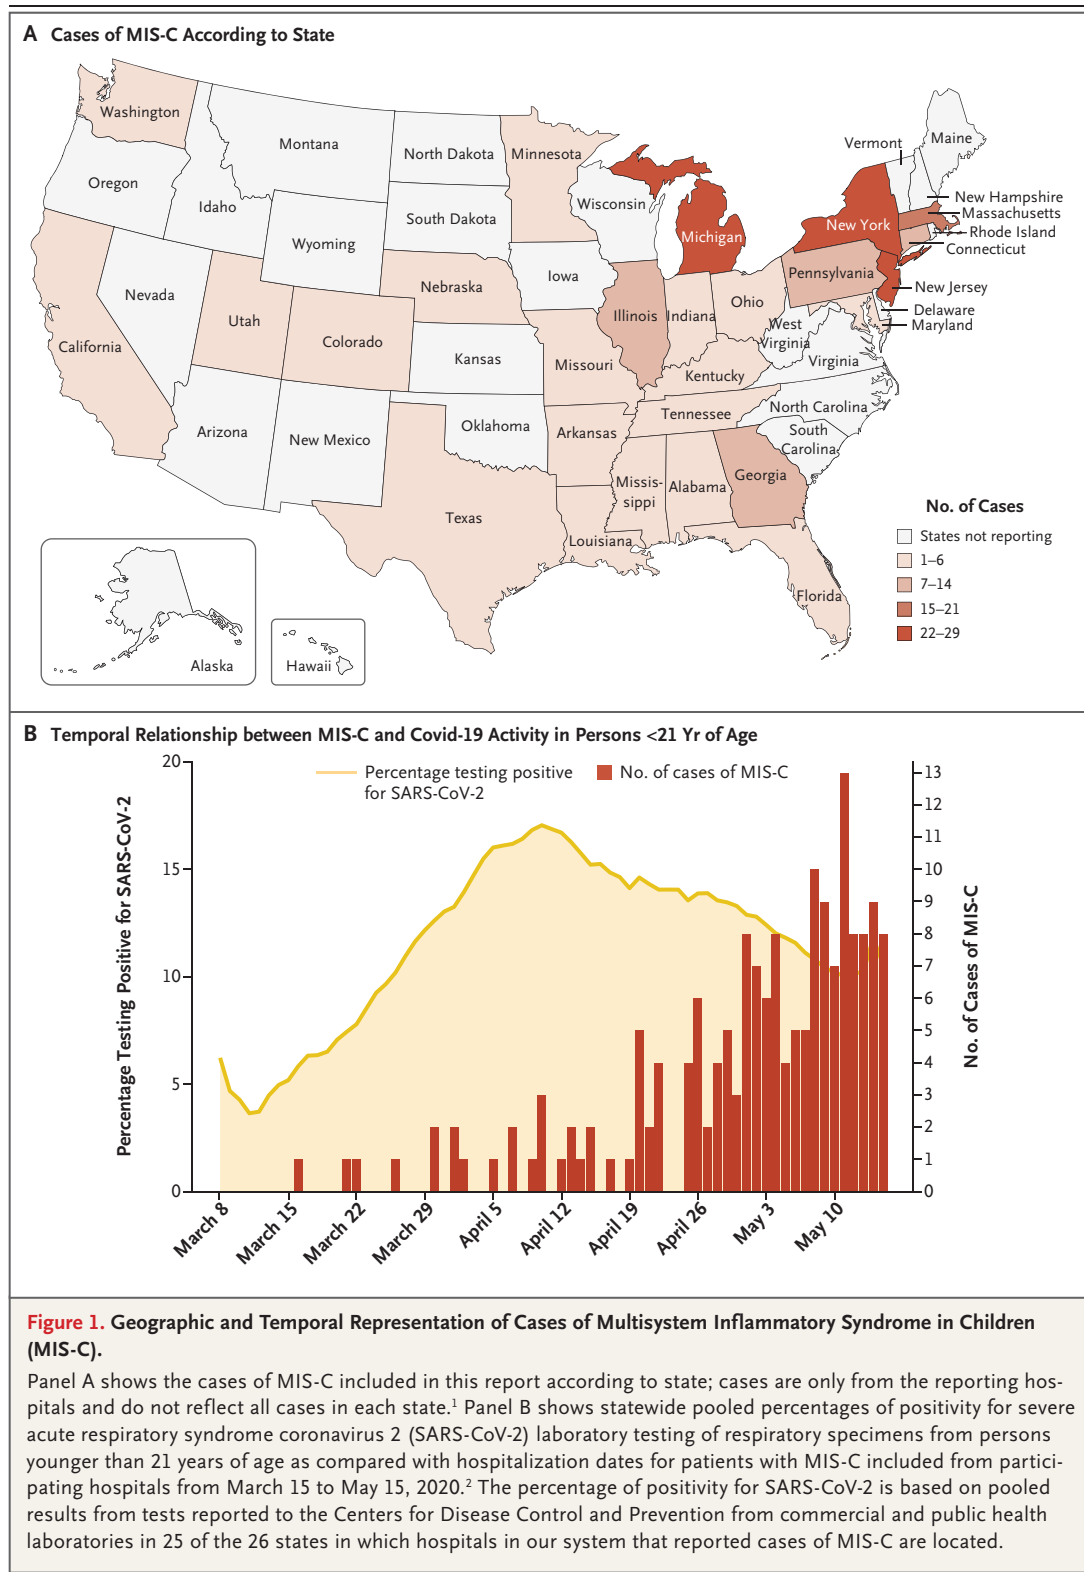 A Cases of MIS-C According to State
Washington
Montana
North Dakota
Minnesota
Vermont
Maine
Oregon
Idaho
Wisconsin
South Dakota
New Hampshire
Massachusetts
Rhode Island
Connecticut
New York
Michigan
Wyoming
Nevada
Iowa
Nebraska
Pennsylvania
New Jersey
Delaware
Maryland
Utah
Colorado
Illinois
Indiana
Ohio
West
Virginia
Virginia
California
Kansas
Missouri
Kentucky
North Carolina
Tennessee
South
Carolina
Arizona
New Mexico
Oklahoma
Arkansas
Missis-
sippi
Alabama
Georgia
Texas
Louisiana
Florida
Alaska
Hawaii
No. of Cases
States not reporting
1–6
7–14
15–21
22–29
B Temporal Relationship between MIS-C and Covid-19 Activity in Persons <21 Yr of Age
Percentage testing positive
for SARS-CoV-2
No. of cases of MIS-C
Percentage Testing Positive for SARS-CoV-2
20
15
10
5
0
No. of Cases of MIS-C
13
12
11
10
9
8
7
6
5
4
3
2
1
0
March 8
March 15
March 22
March 29
April 5
April 12
April 19
April 26
May 3
May 10
Figure 1. Geographic and Temporal Representation of Cases of Multisystem Inflammatory Syndrome in Children
(MIS-C).
Panel A shows the cases of MIS-C included in this report according to state; cases are only from the reporting hos-
pitals and do not reflect all cases in each state.¹ Panel B shows statewide pooled percentages of positivity for severe
acute respiratory syndrome coronavirus 2 (SARS-CoV-2) laboratory testing of respiratory specimens from persons
younger than 21 years of age as compared with hospitalization dates for patients with MIS-C included from partici-
pating hospitals from March 15 to May 15, 2020.² The percentage of positivity for SARS-CoV-2 is based on pooled
results from tests reported to the Centers for Disease Control and Prevention from commercial and public health
laboratories in 25 of the 26 states in which hospitals in our system that reported cases of MIS-C are located.